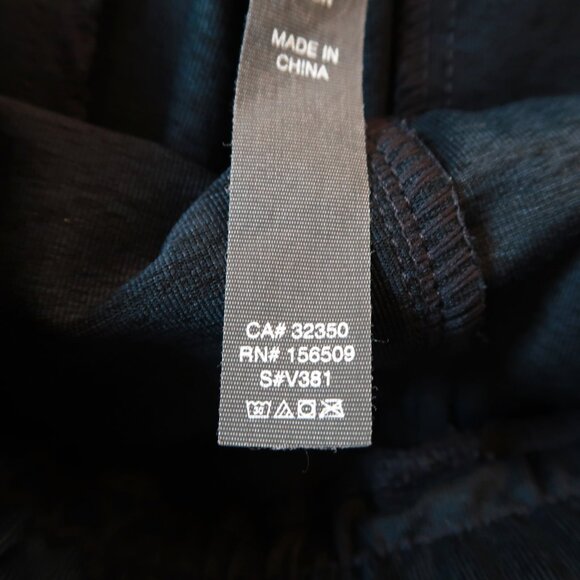 MADE IN
CHINA
CA# 32350
RN# 156509
S#V381